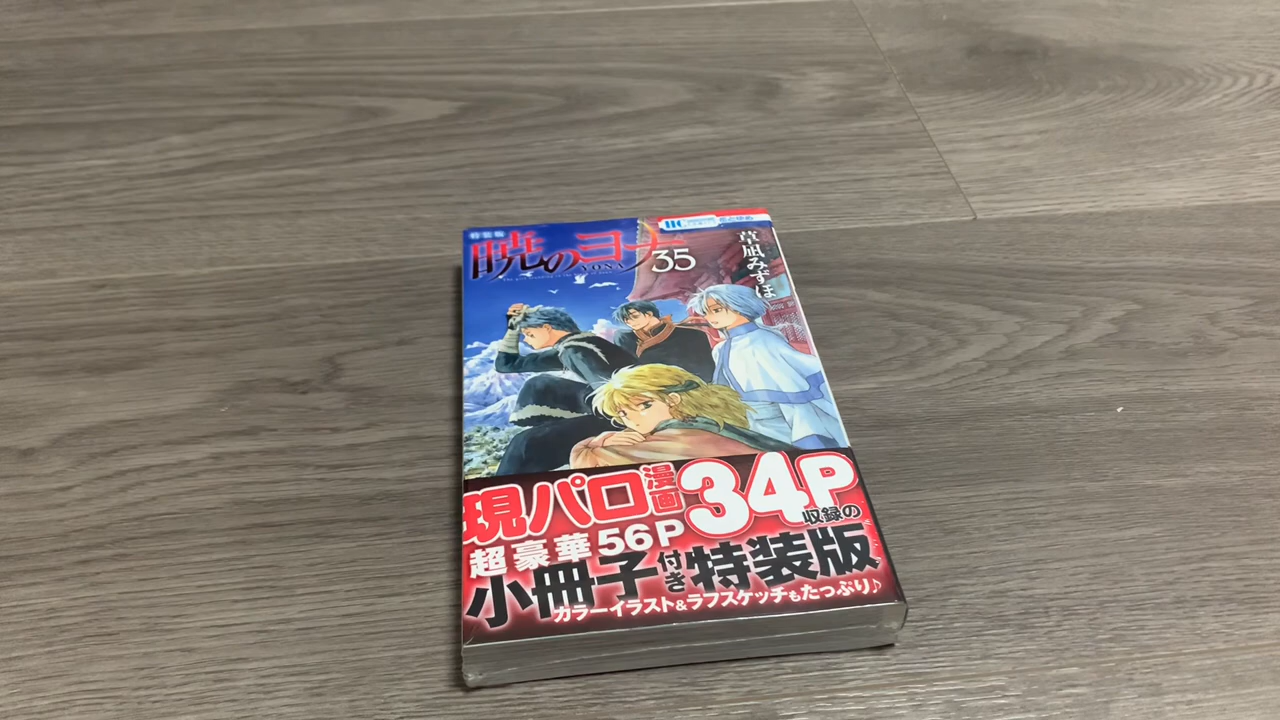 特装版
暁のヨナ
YONA
35
草凪みずほ
現パロ漫画34P収録の
超豪華56P
小冊子付き特装版
カラーイラスト&ラフスケッチもたっぷり♪